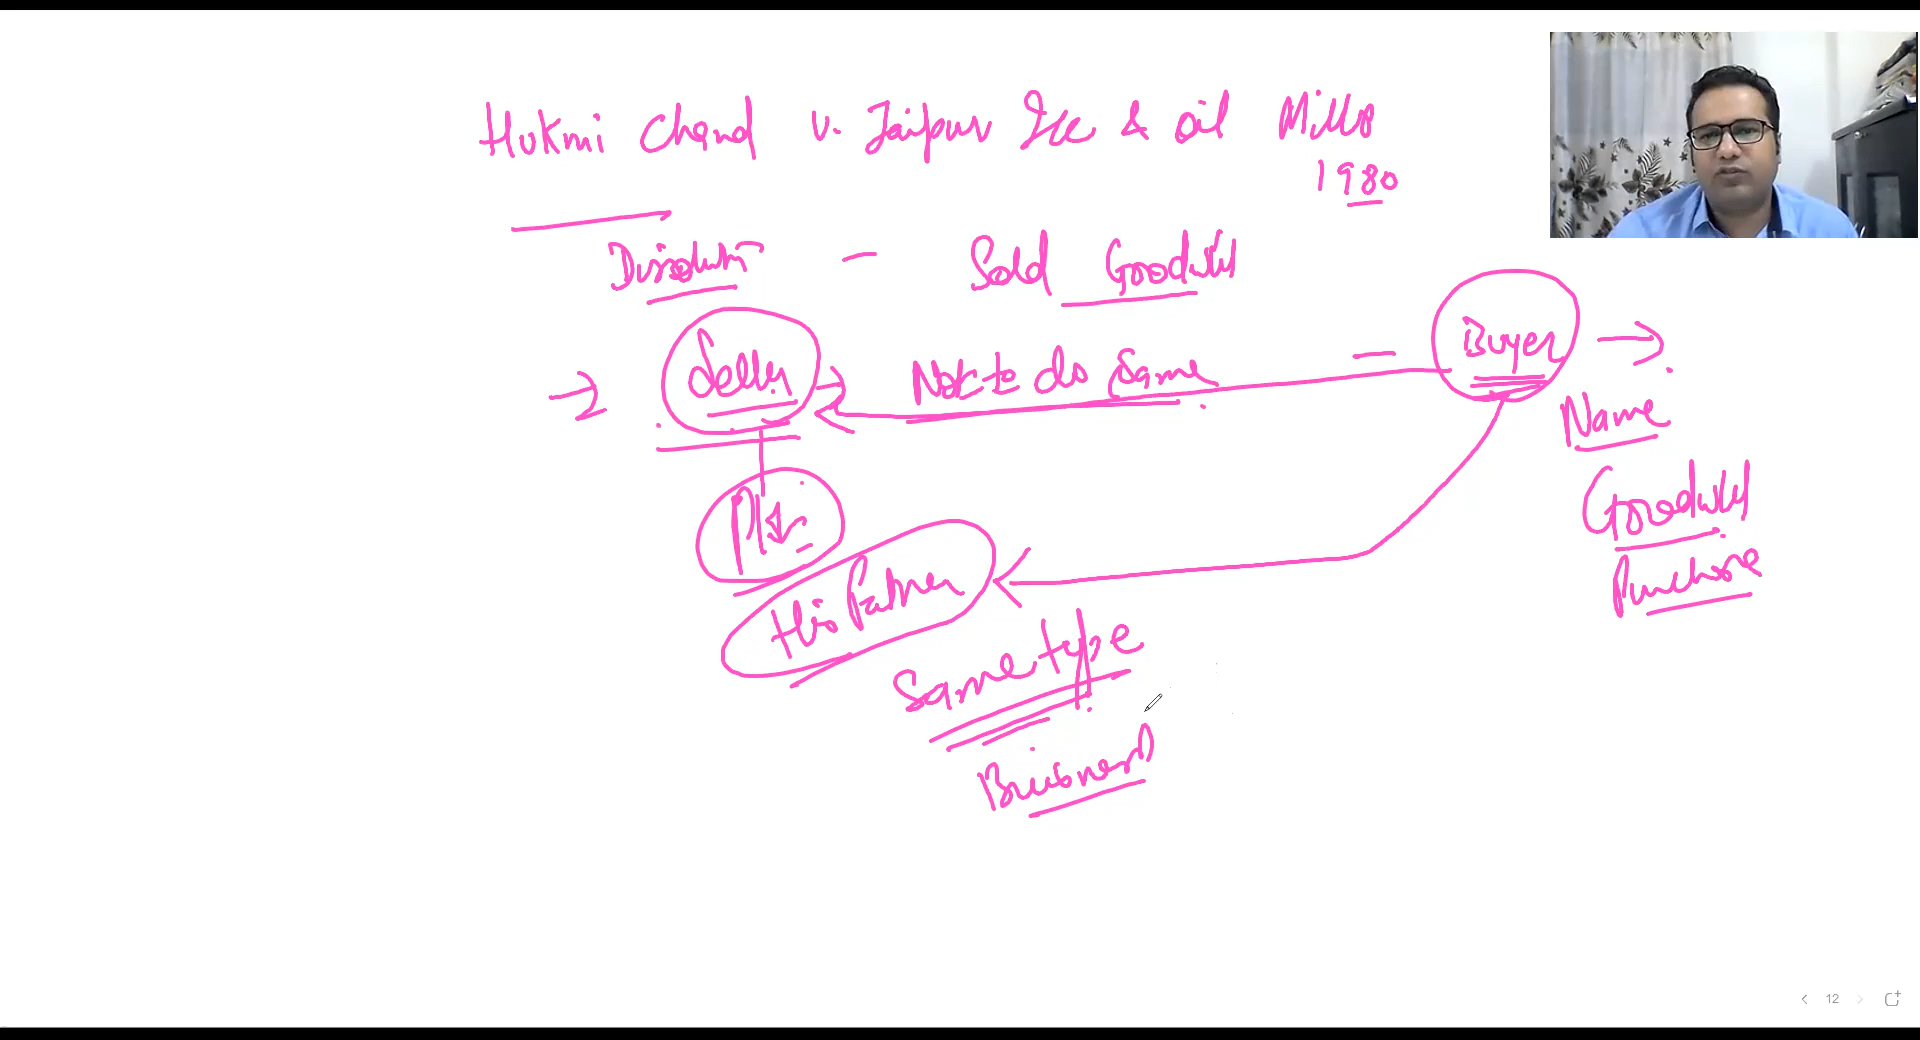 Hukmi Chand v. Jaipur Ice & Oil Mills
1980
Dissolution - Sold Goodwill
Seller Not to do Same - Buyer
Name
Goodwill
Purchase
His Partner
Same type
Business
12